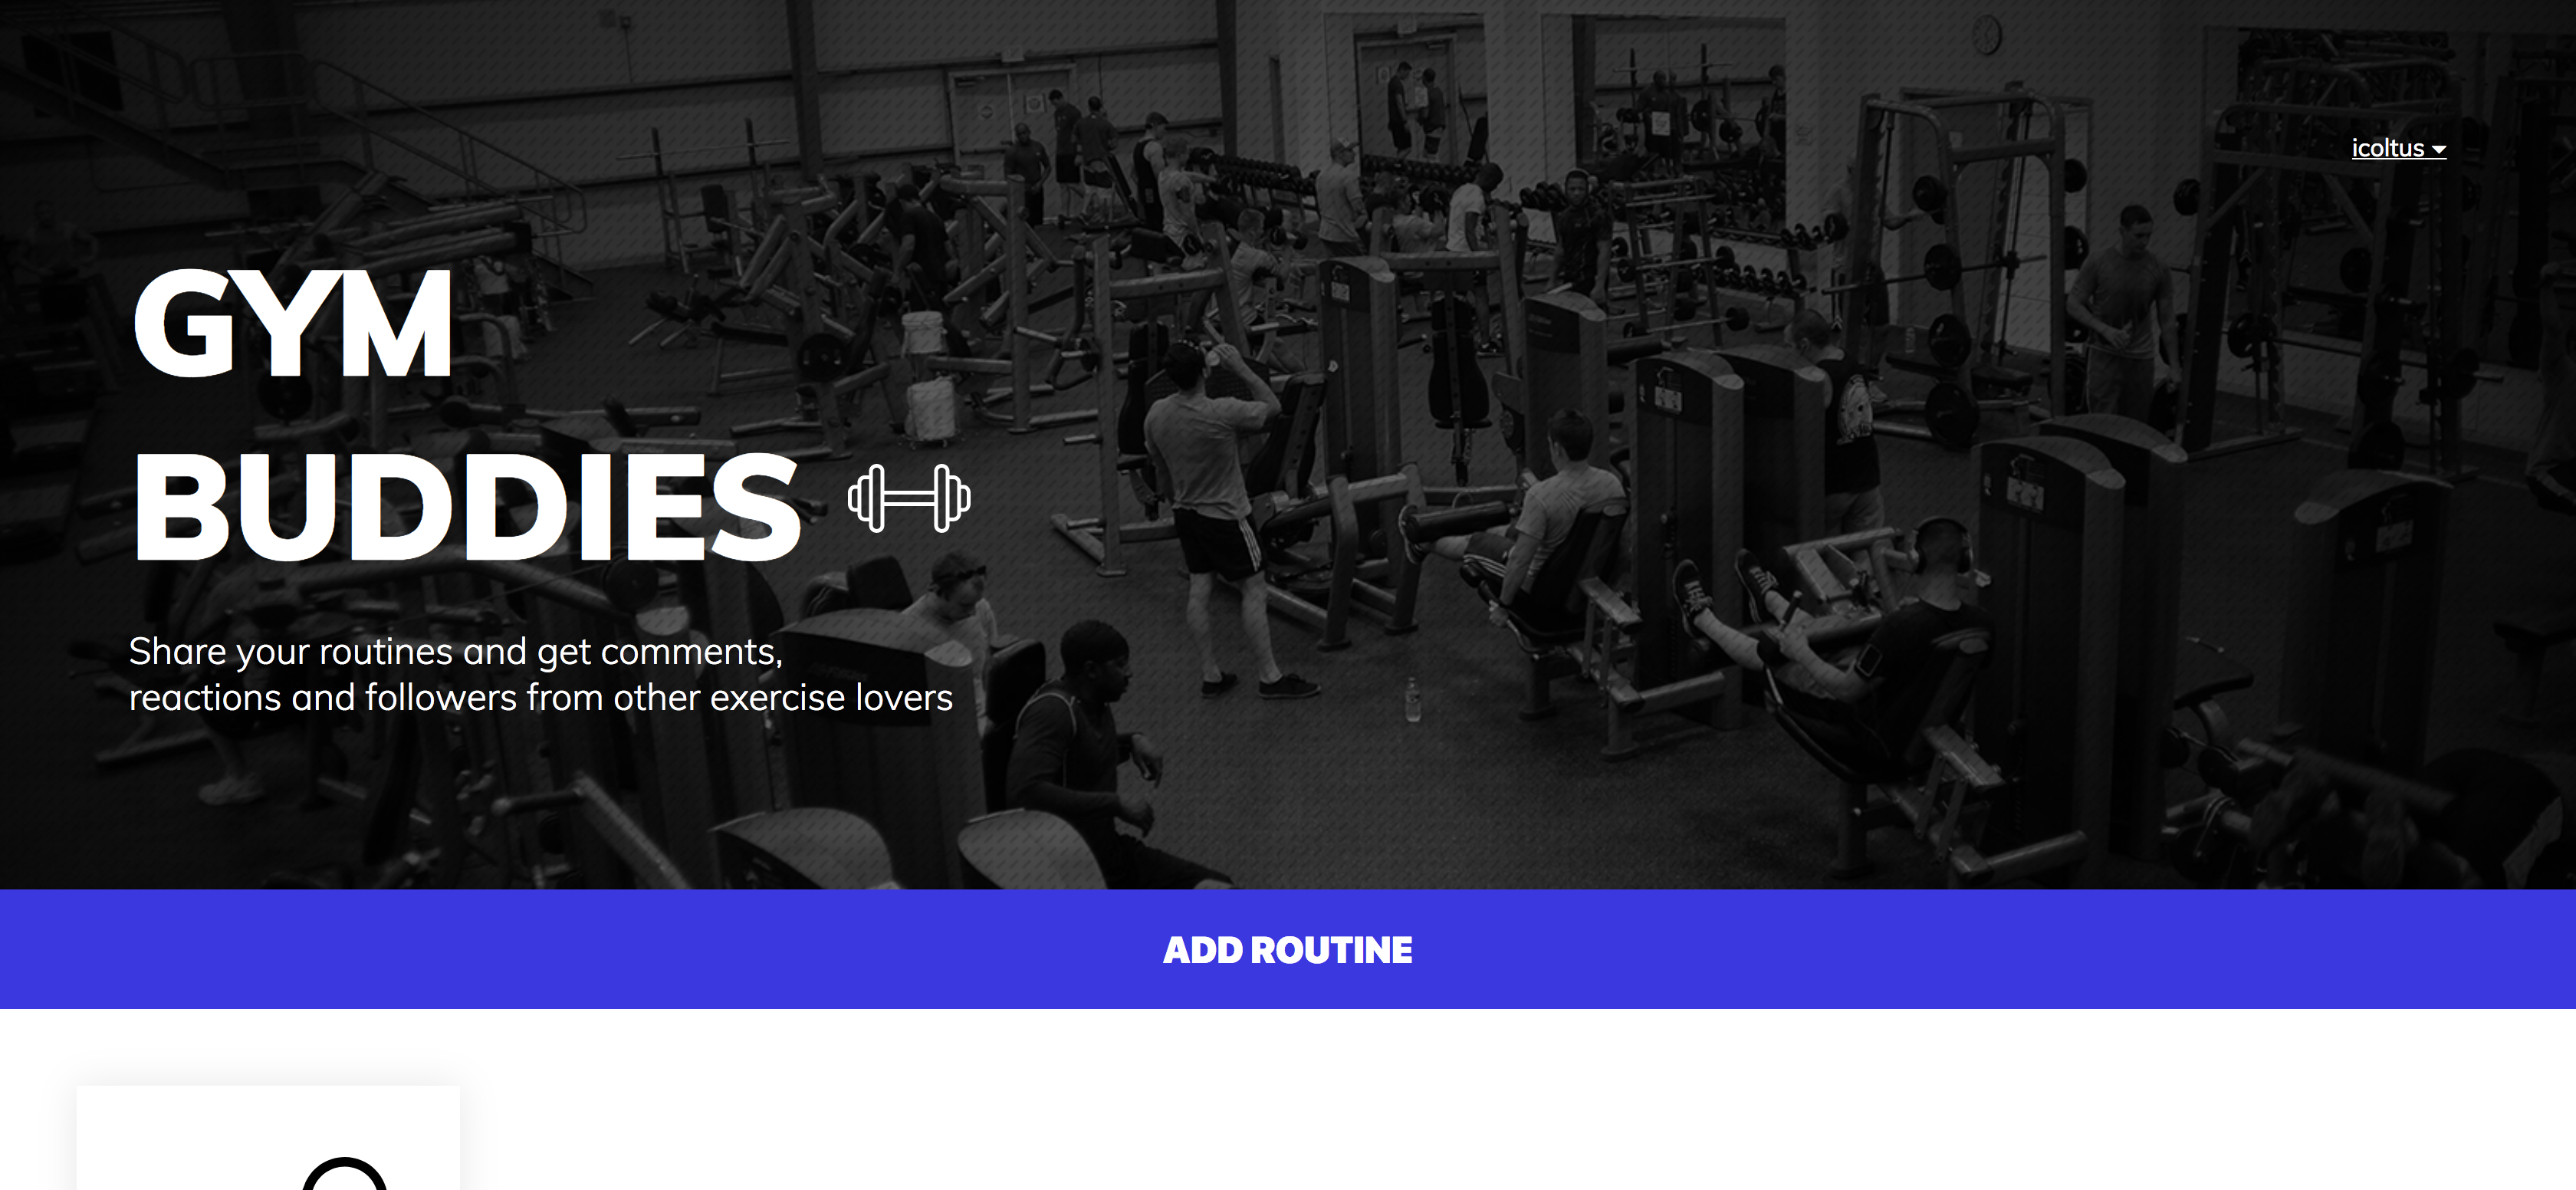 icoltus
GYM
BUDDIES
Share your routines and get comments,
reactions and followers from other exercise lovers
ADD ROUTINE